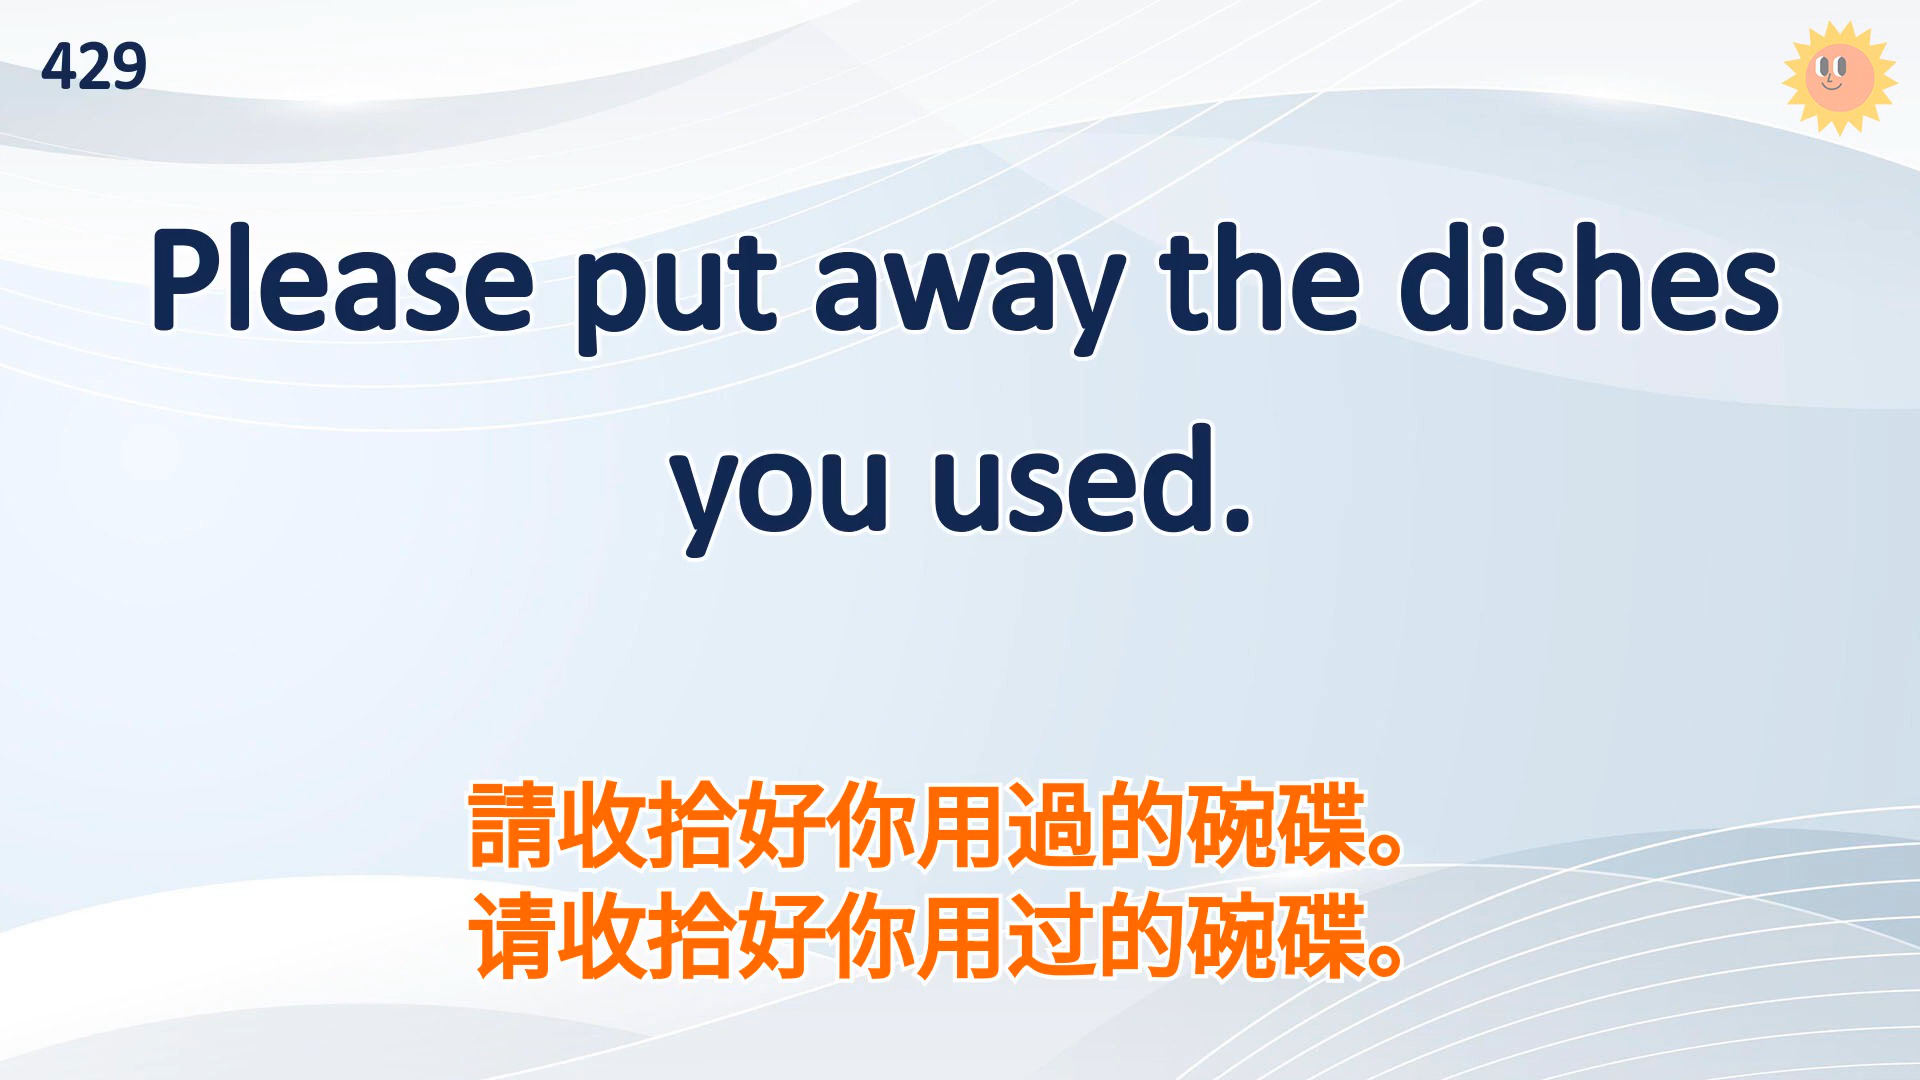 429
Please put away the dishes
you used.
請收拾好你用過的碗碟。
请收拾好你用过的碗碟。